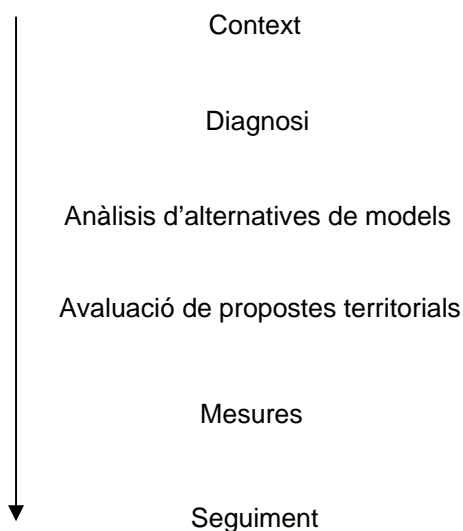 Context
Diagnosi
Anàlisis d’alternatives de models
Avaluació de propostes territorials
Mesures
Seguiment